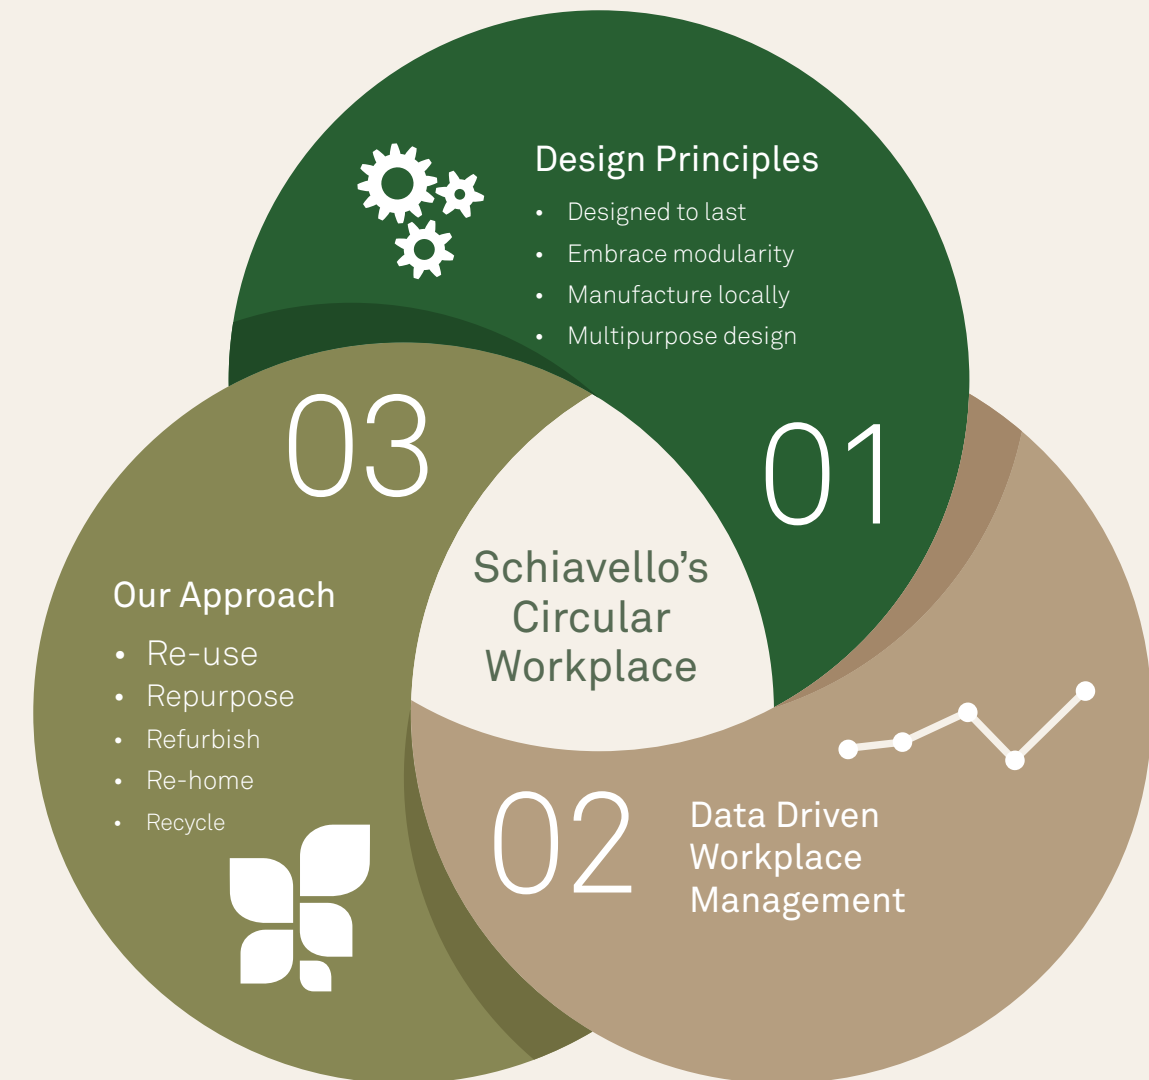 Design Principles
• Designed to last
• Embrace modularity
• Manufacture locally
• Multipurpose design
01
02
Data Driven
Workplace
Management
03
Our Approach
• Re-use
• Repurpose
• Refurbish
• Re-home
• Recycle
Schiavello’s
Circular
Workplace